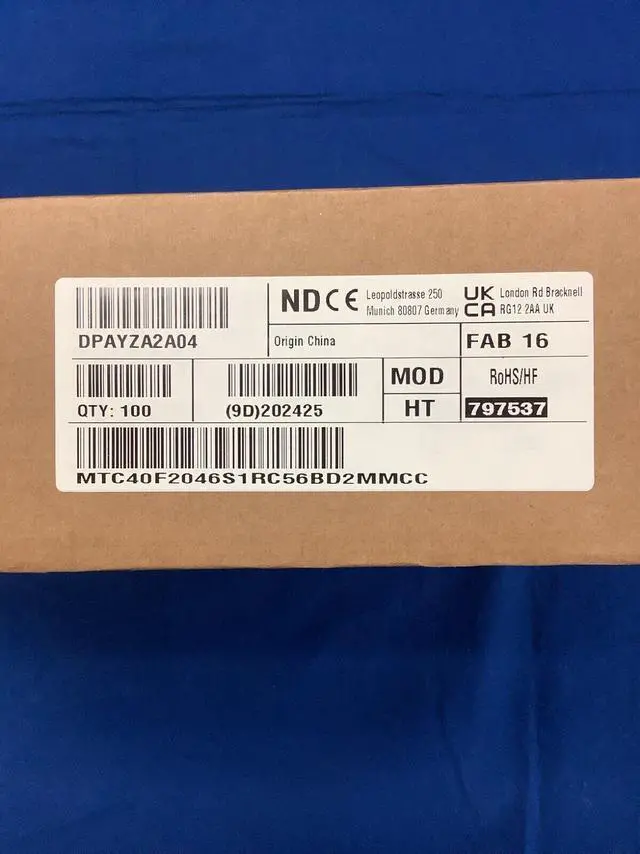 DPAYZA2A04
ND CE Leopoldstrasse 250
Munich 80807 Germany
UK
CA
London Rd Bracknell
RG12 2AA UK
Origin China
FAB 16
QTY: 100
(9D)202425
MOD
RoHS/HF
HT
797537
MTC40F2046S1RC56BD2MMCC